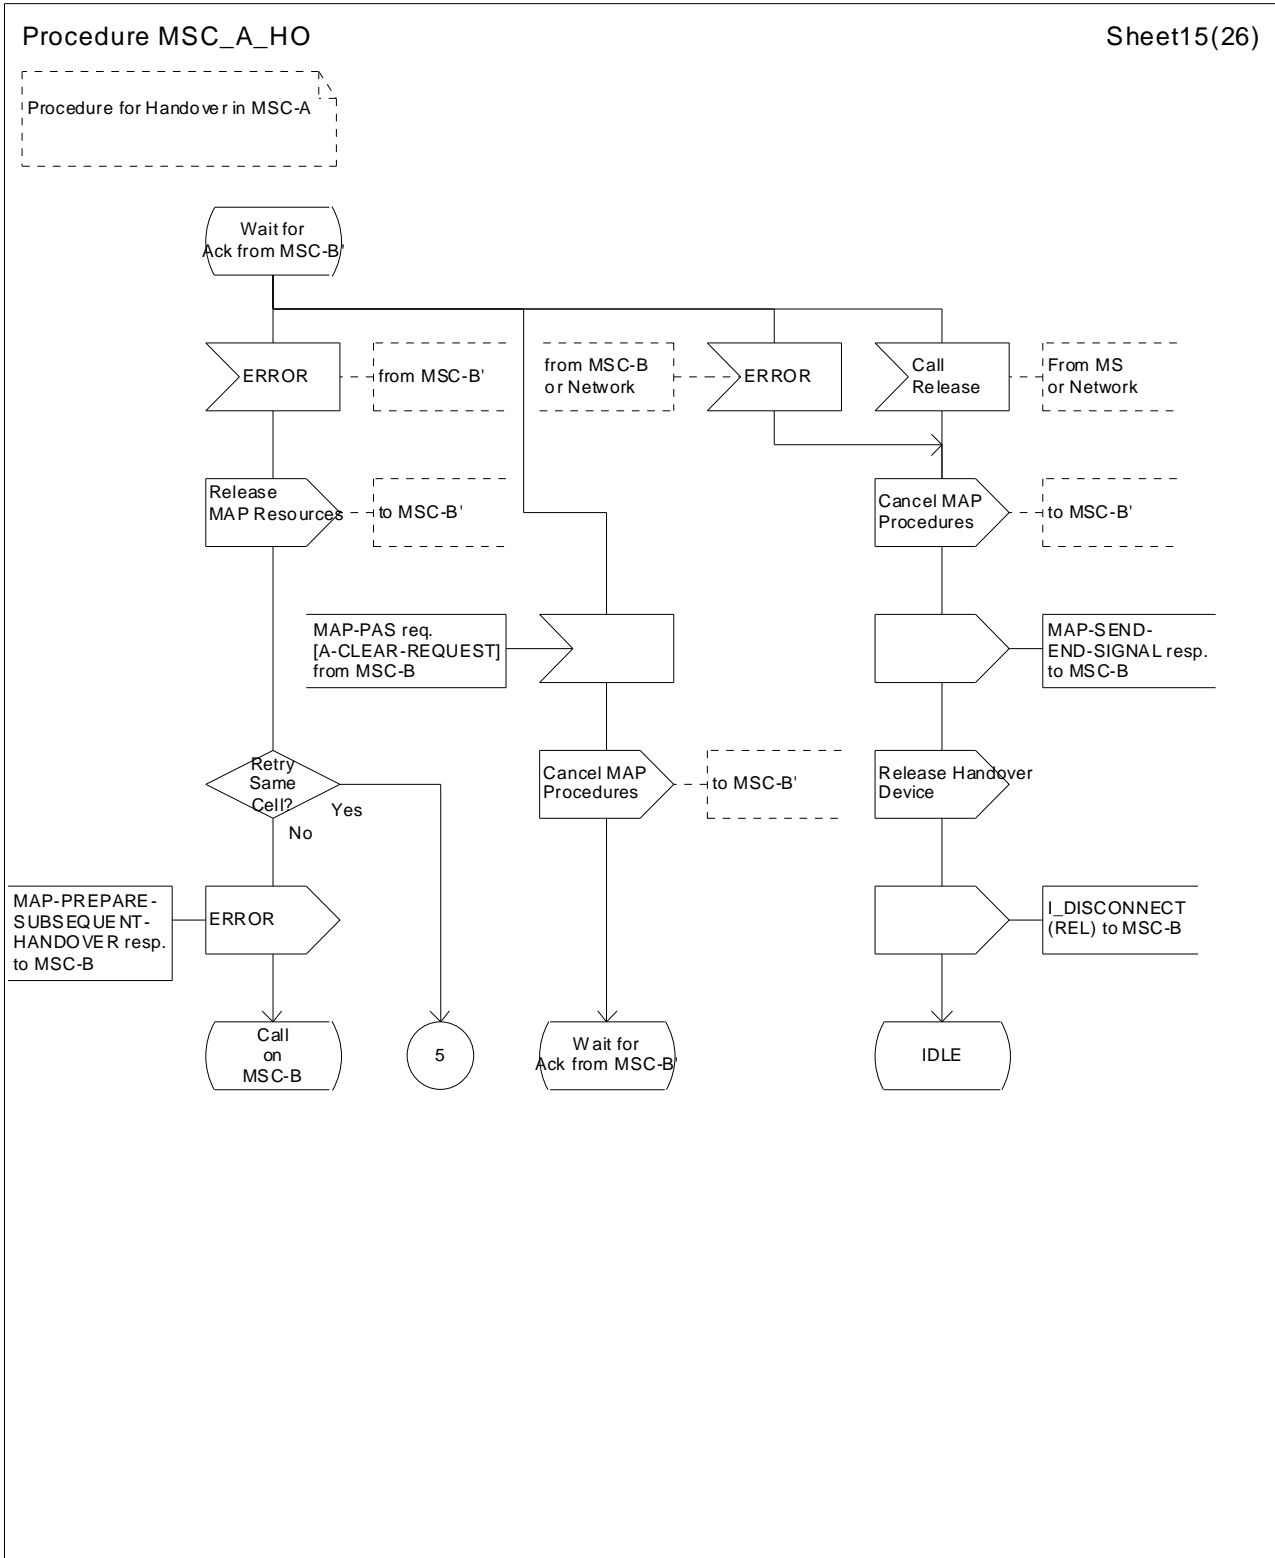 Procedure MSC_A_HO
Sheet15(26)
Procedure for Handover in MSC-A
Wait for
Ack from MSC-B'
ERROR
from MSC-B'
from MSC-B
or Network
ERROR
Call
Release
From MS
or Network
Release
MAP Resources
to MSC-B'
Cancel MAP
Procedures
to MSC-B'
MAP-PAS req.
[A-CLEAR-REQUEST]
from MSC-B
MAP-SEND-
END-SIGNAL resp.
to MSC-B
Retry
Same
Cell?
Yes
No
Cancel MAP
Procedures
to MSC-B'
Release Handover
Device
MAP-PREPARE-
SUBSEQUENT-
HANDOVER resp.
to MSC-B
ERROR
I_DISCONNECT
(REL) to MSC-B
Call
on
MSC-B
5
Wait for
Ack from MSC-B'
IDLE